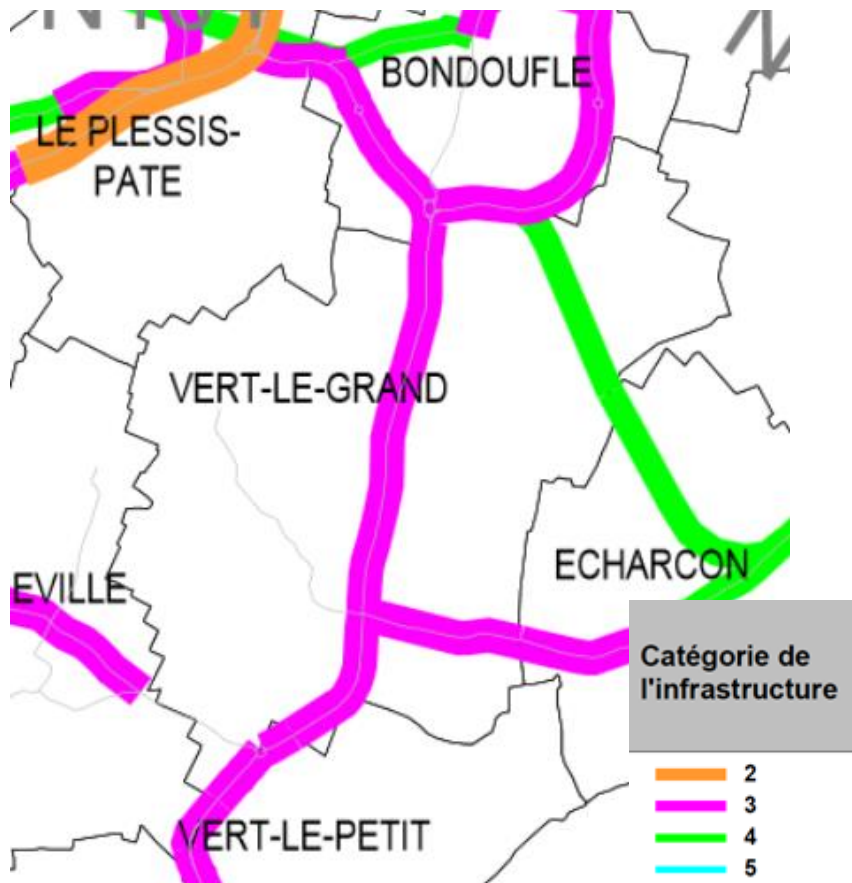 BONDOUFLE
LE PLESSIS-
PATE
VERT-LE-GRAND
ECHARCON
EVILLE
VERT-LE-PETIT
Catégorie de
l'infrastructure
2
3
4
5